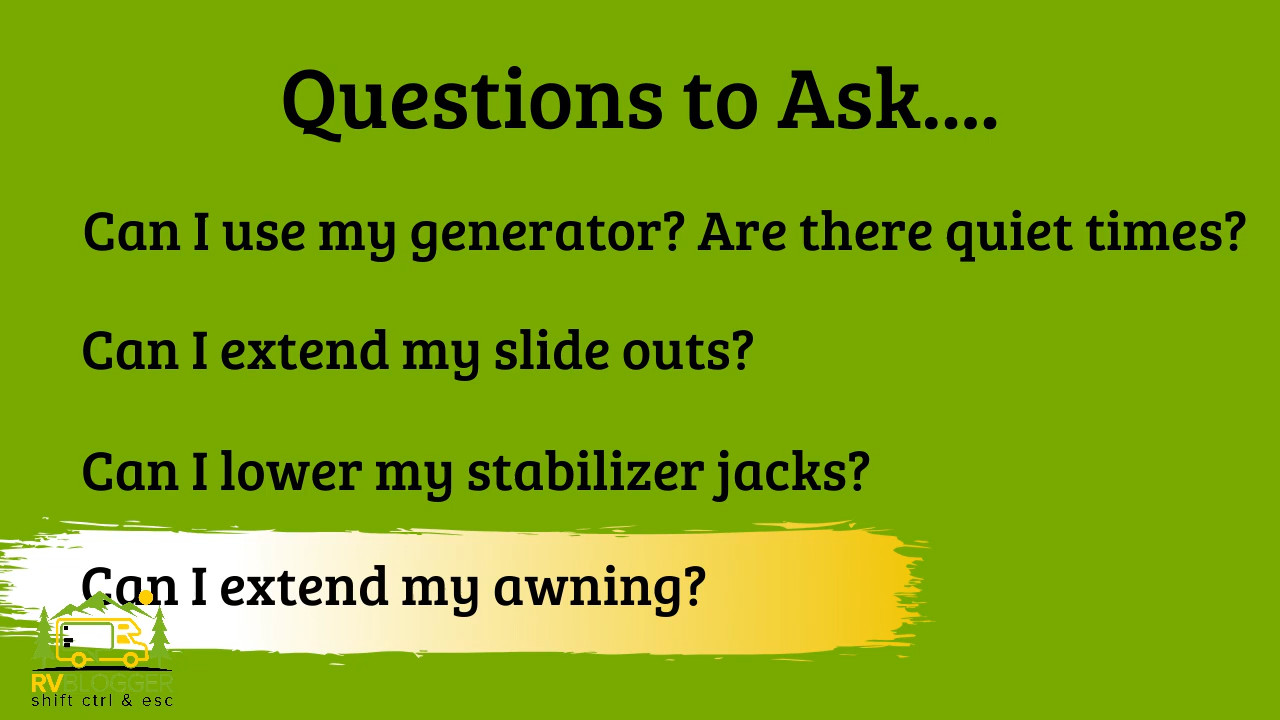 Questions to Ask....
Can I use my generator? Are there quiet times?
Can I extend my slide outs?
Can I lower my stabilizer jacks?
Can I extend my awning?
RVBLOGGER
shift ctrl & esc